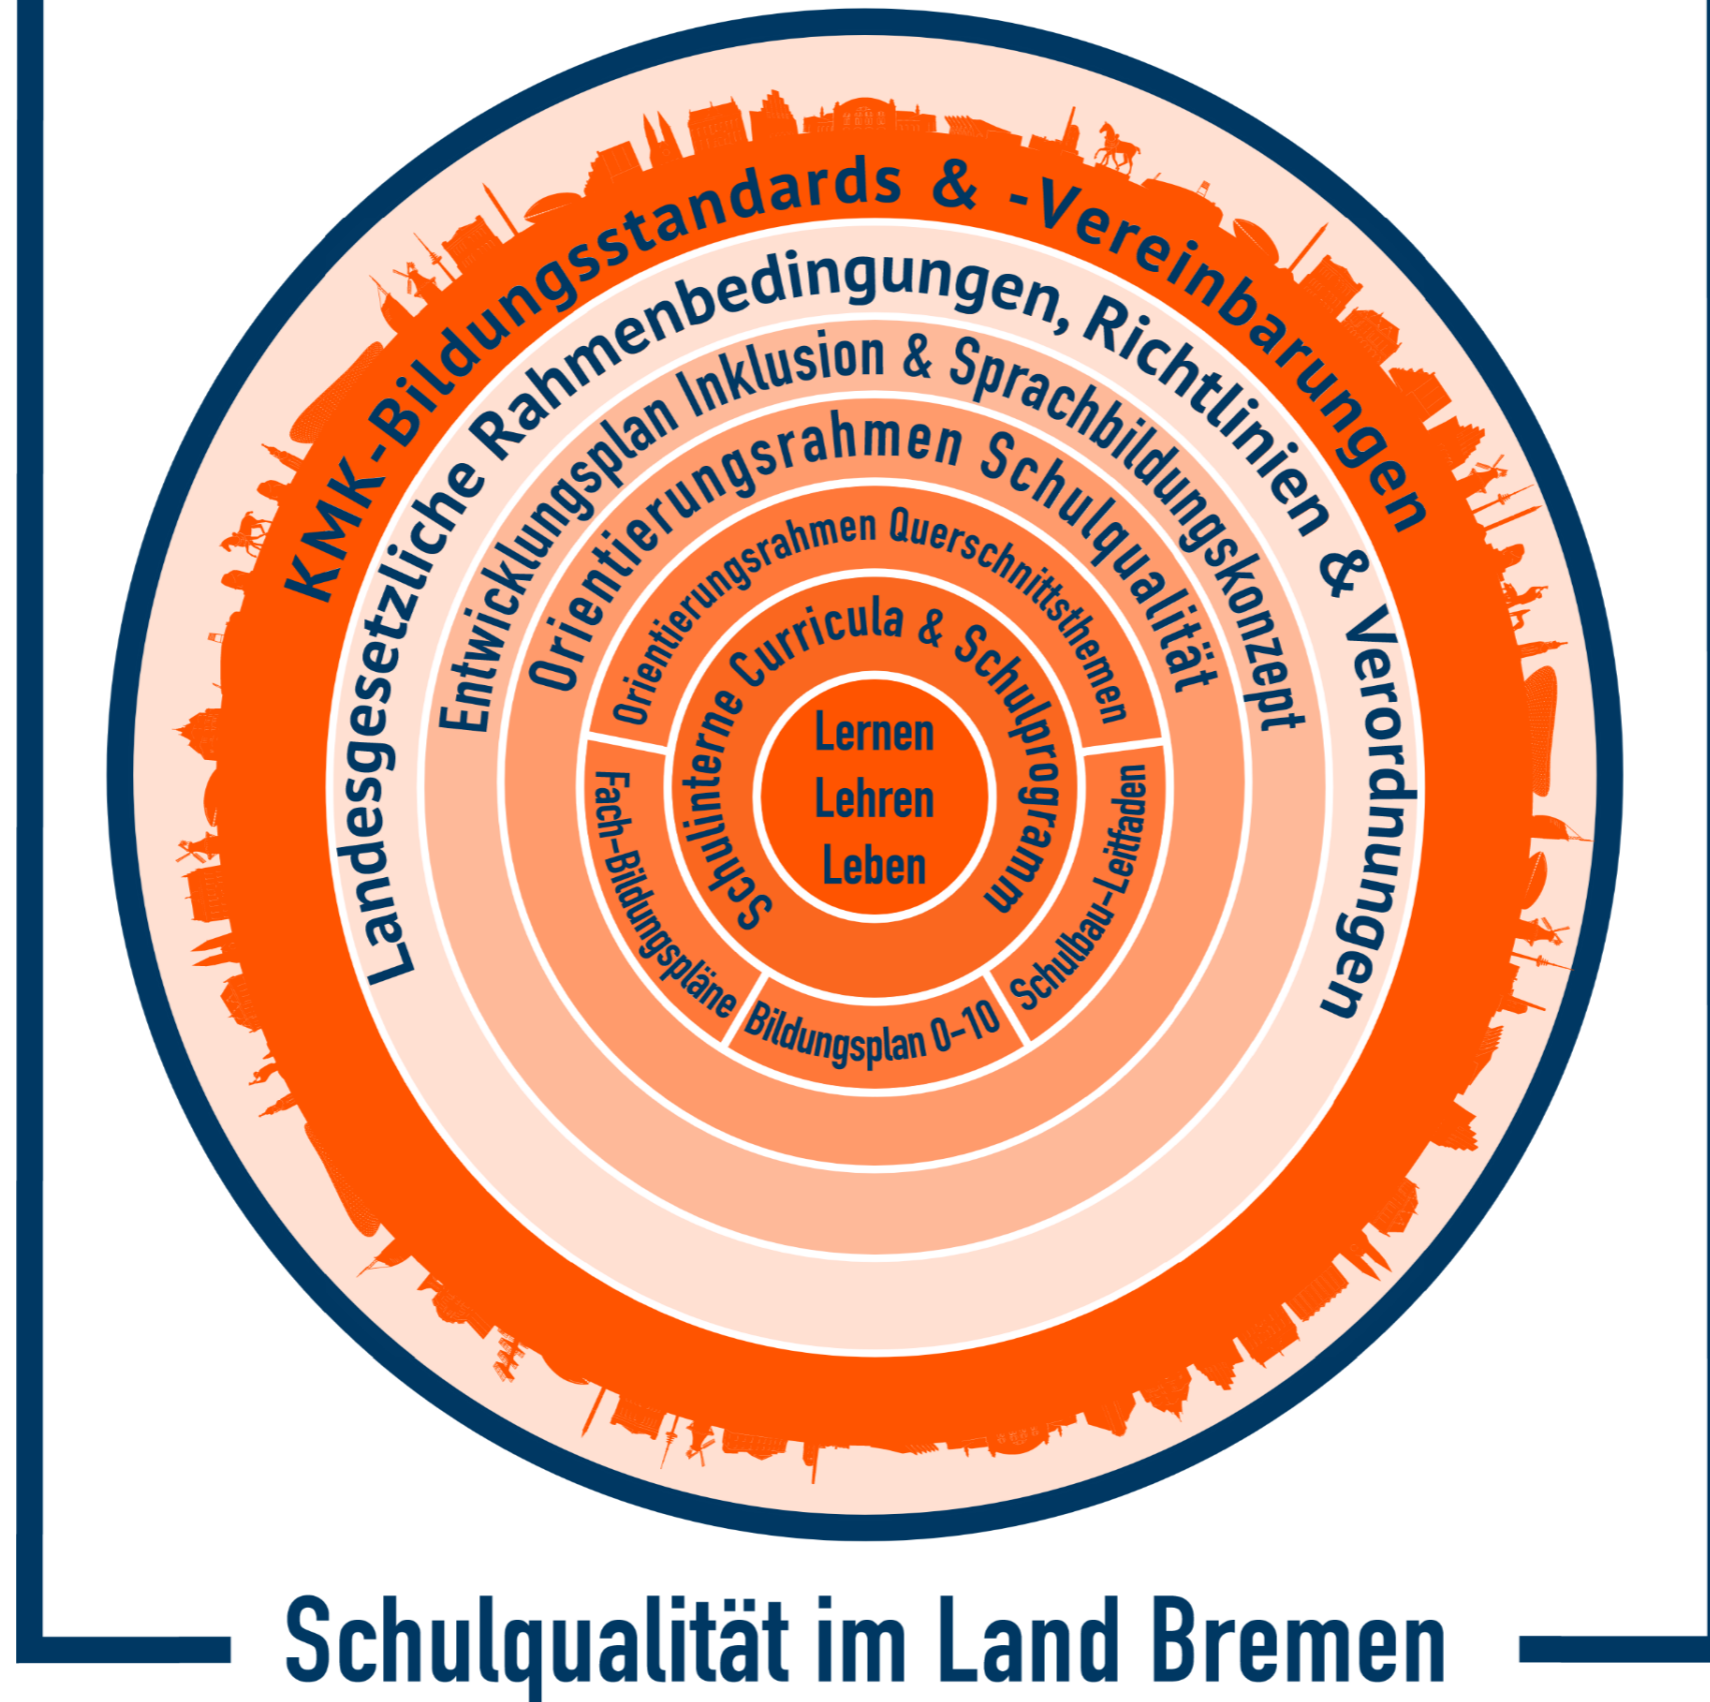 KMK-Bildungsstandards & -Vereinbarungen
Landesgesetzliche Rahmenbedingungen, Richtlinien & Verordnungen
Entwicklungsplan Inklusion & Sprachbildungskonzept
Orientierungsrahmen Schulqualität
Orientierungsrahmen Querschnittsthemen
Fach-Bildungspläne
Bildungsplan 0-10
Schulbau-Leitfaden
Schulinterne Curricula & Schulprogramm
Lernen
Lehren
Leben
Schulqualität im Land Bremen